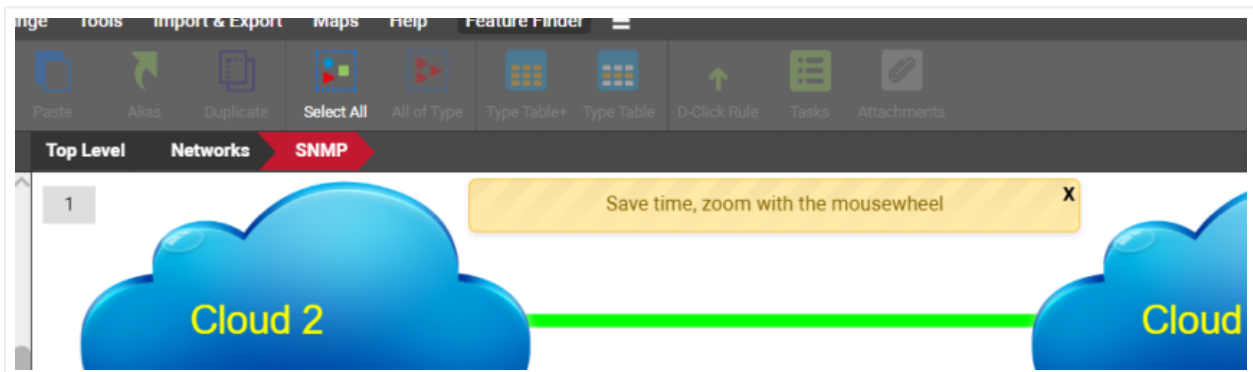 Tools Import & Export Maps Help Feature Finder
Paste Alias Duplicate Select All All of Type Type Table+ Type Table D-Click Rule Tasks Attachments
Top Level Networks SNMP
1
Save time, zoom with the mousewheel X
Cloud 2
Cloud